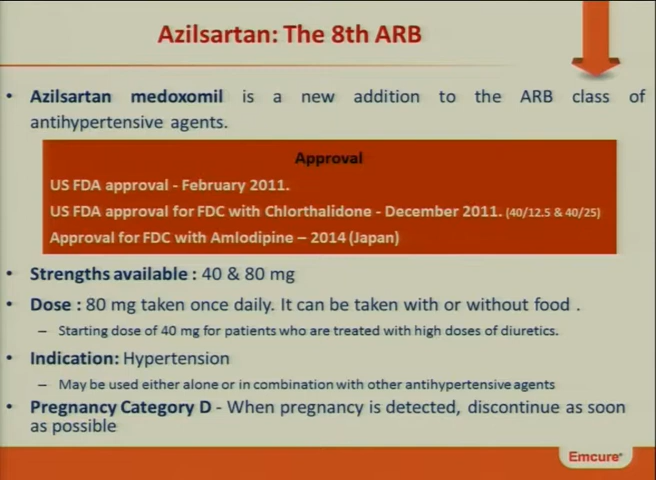 Azilsartan: The 8th ARB
• Azilsartan medoxomil is a new addition to the ARB class of
antihypertensive agents.
Approval
US FDA approval - February 2011.
US FDA approval for FDC with Chlorthalidone - December 2011. (40/12.5 & 40/25)
Approval for FDC with Amlodipine – 2014 (Japan)
• Strengths available : 40 & 80 mg
• Dose : 80 mg taken once daily. It can be taken with or without food .
– Starting dose of 40 mg for patients who are treated with high doses of diuretics.
• Indication: Hypertension
– May be used either alone or in combination with other antihypertensive agents
• Pregnancy Category D - When pregnancy is detected, discontinue as soon
as possible
Emcure